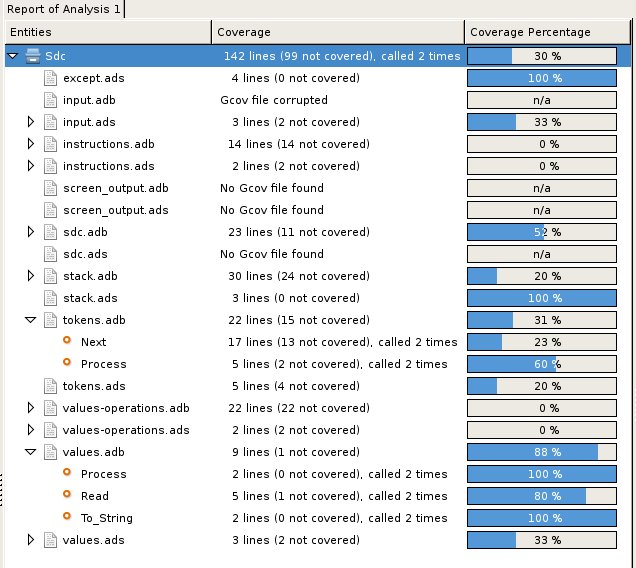 Report of Analysis 1
Entities Coverage Coverage Percentage
Sdc 142 lines (99 not covered), called 2 times 30 %
except.ads 4 lines (0 not covered) 100 %
input.adb Gcov file corrupted n/a
input.ads 3 lines (2 not covered) 33 %
instructions.adb 14 lines (14 not covered) 0 %
instructions.ads 2 lines (2 not covered) 0 %
screen_output.adb No Gcov file found n/a
screen_output.ads No Gcov file found n/a
sdc.adb 23 lines (11 not covered) 52 %
sdc.ads No Gcov file found n/a
stack.adb 30 lines (24 not covered) 20 %
stack.ads 3 lines (0 not covered) 100 %
tokens.adb 22 lines (15 not covered) 31 %
Next 17 lines (13 not covered), called 2 times 23 %
Process 5 lines (2 not covered), called 2 times 60 %
tokens.ads 5 lines (4 not covered) 20 %
values-operations.adb 22 lines (22 not covered) 0 %
values-operations.ads 2 lines (2 not covered) 0 %
values.adb 9 lines (1 not covered) 88 %
Process 2 lines (0 not covered), called 2 times 100 %
Read 5 lines (1 not covered), called 2 times 80 %
To_String 2 lines (0 not covered), called 2 times 100 %
values.ads 3 lines (2 not covered) 33 %